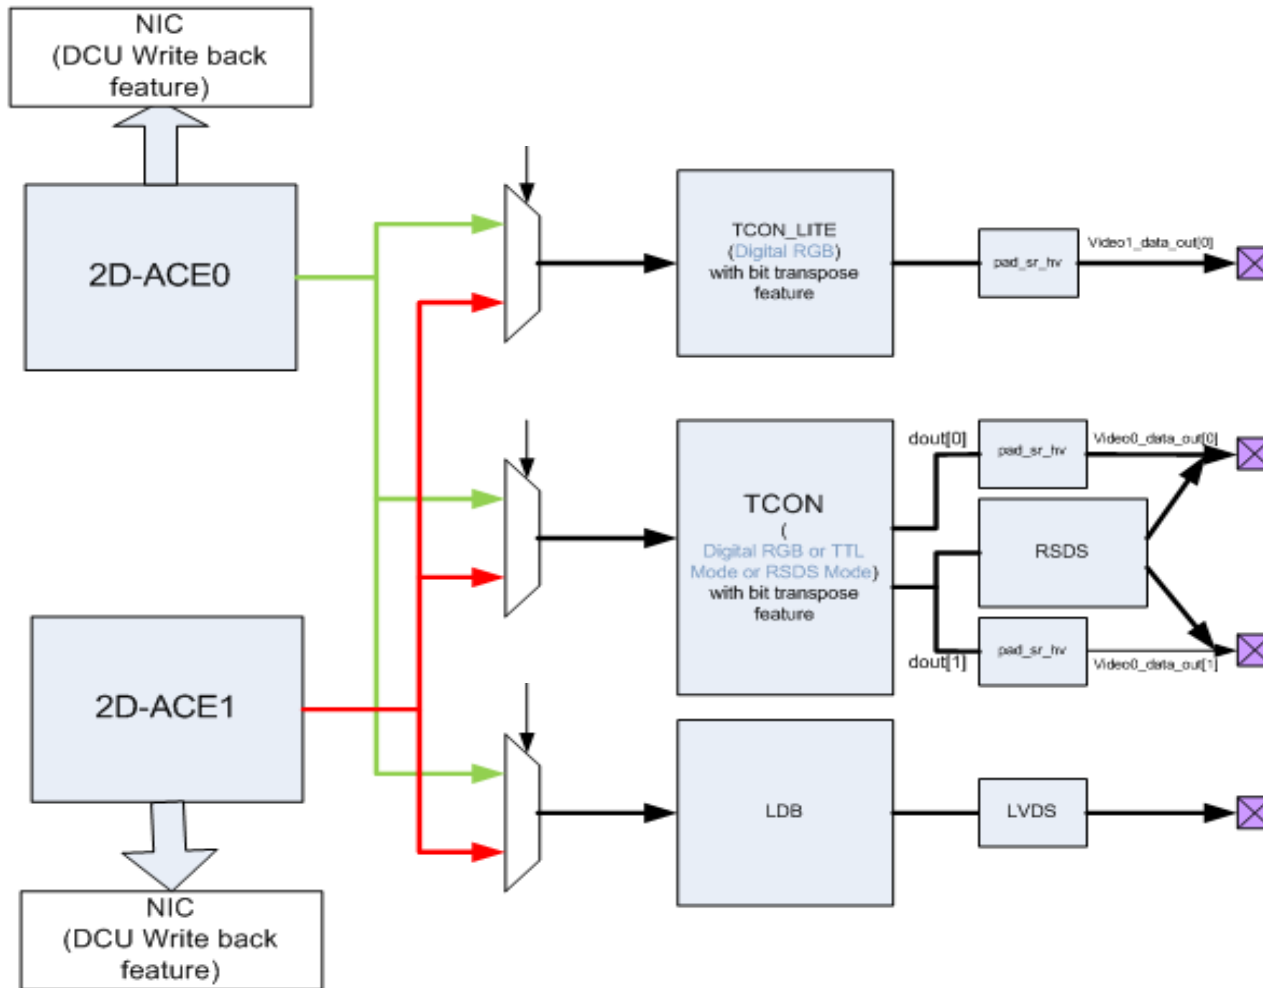 NIC
(DCU Write back
feature)
2D-ACE0
TCON_LITE
(Digital RGB)
with bit transpose
feature
pad_sr_hv
Video1_data_out[0]
dout[0]
pad_sr_hv
Video0_data_out[0]
TCON
(
Digital RGB or TTL
Mode or RSDS Mode)
with bit transpose
feature
RSDS
dout[1]
pad_sr_hv
Video0_data_out[1]
2D-ACE1
LDB
LVDS
NIC
(DCU Write back
feature)